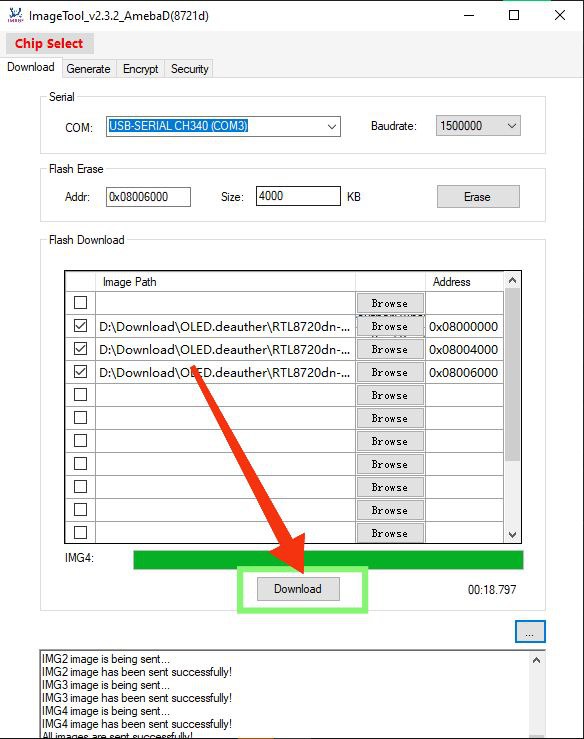 ImageTool_v2.3.2_AmebaD(8721d)
Chip Select
Download Generate Encrypt Security
Serial
COM: USB-SERIAL CH340 (COM3) Baudrate: 1500000
Flash Erase
Addr: 0x08006000 Size: 4000 KB Erase
Flash Download
Image Path Address
Browse
D:\Download\OLED.deauther\RTL8720dn-... Browse 0x08000000
D:\Download\OLED.deauther\RTL8720dn-... Browse 0x08004000
D:\Download\OLED.deauther\RTL8720dn-... Browse 0x08006000
Browse
Browse
Browse
Browse
Browse
Browse
Browse
IMG4:
Download 00:18.797
...
IMG2 image is being sent...
IMG2 image has been sent successfully!
IMG3 image is being sent...
IMG3 image has been sent successfully!
IMG4 image is being sent...
IMG4 image has been sent successfully!
All images are sent successfully!